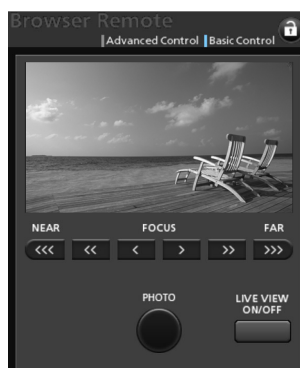 Browser Remote
Advanced Control Basic Control
NEAR FOCUS FAR
<<< << < > >> >>>
PHOTO LIVE VIEW
ON/OFF